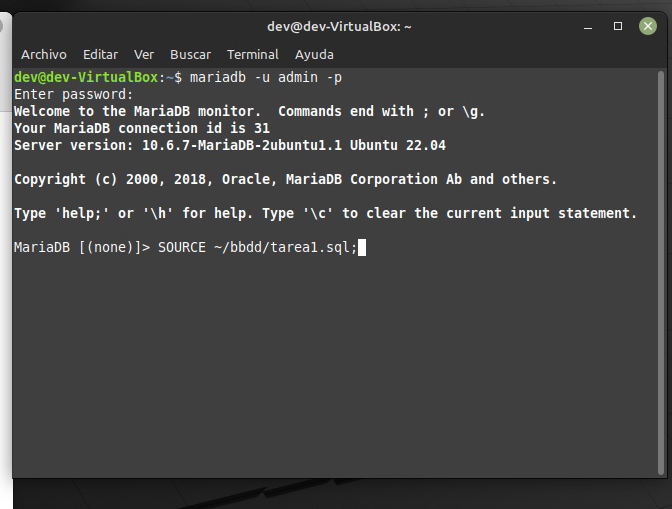 dev@dev-VirtualBox: ~
Archivo Editar Ver Buscar Terminal Ayuda
dev@dev-VirtualBox:~$ mariadb -u admin -p
Enter password:
Welcome to the MariaDB monitor.  Commands end with ; or \g.
Your MariaDB connection id is 31
Server version: 10.6.7-MariaDB-2ubuntu1.1 Ubuntu 22.04
Copyright (c) 2000, 2018, Oracle, MariaDB Corporation Ab and others.
Type 'help;' or '\h' for help. Type '\c' to clear the current input statement.
MariaDB [(none)]> SOURCE ~/bbdd/tarea1.sql;